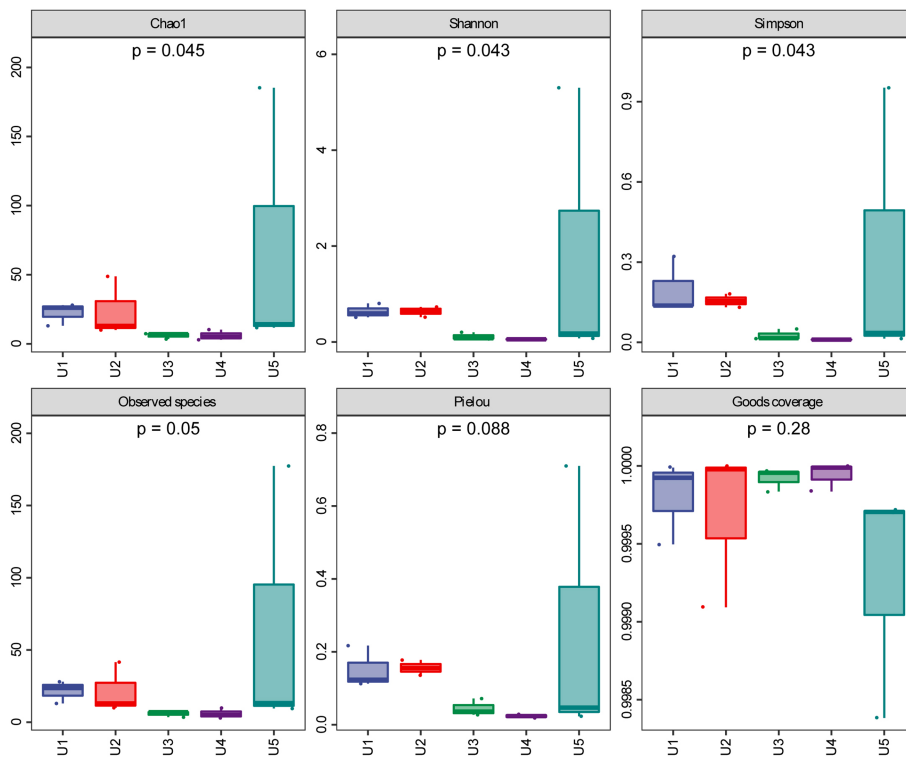 Chao1
p = 0.045
200
150
100
50
0
U1
U2
U3
U4
U5
Shannon
p = 0.043
6
4
2
0
U1
U2
U3
U4
U5
Simpson
p = 0.043
0.9
0.6
0.3
0.0
U1
U2
U3
U4
U5
Observed species
p = 0.05
200
150
100
50
0
U1
U2
U3
U4
U5
Pielou
p = 0.088
0.8
0.6
0.4
0.2
0.0
U1
U2
U3
U4
U5
Goods coverage
p = 0.28
1.0000
0.9995
0.9990
0.9985
U1
U2
U3
U4
U5